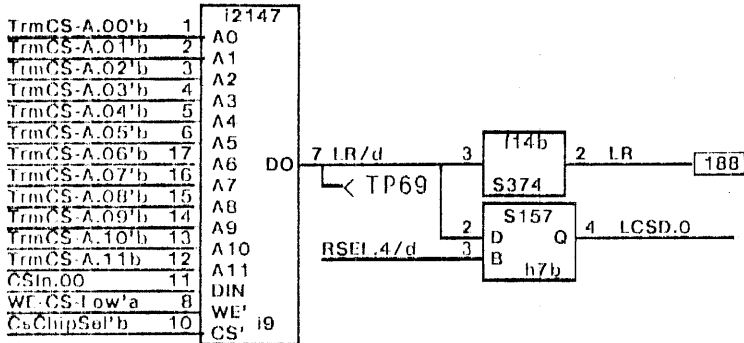 i2147
TrmCS-A.00'b 1 A0
TrmCS-A.01'b 2 A1
TrmCS-A.02'b 3 A2
TrmCS-A.03'b 4 A3
TrmCS-A.04'b 5 A4
TrmCS-A.05'b 6 A5
TrmCS-A.06'b 17 A6
TrmCS-A.07'b 16 A7
TrmCS-A.08'b 15 A8
TrmCS-A.09'b 14 A9
TrmCS-A.10'b 13 A10
TrmCS-A.11b 12 A11
CSIn.00 11 DIN
WE-CS-Low'a 8 WE'
CsChipSel'b 10 CS'
i9
DO 7 LR/d
< TP69
3 i14b 2 LR 188
S374
S157
2 D Q 4 LCSD.0
RSEL.4/d 3 B
h7b